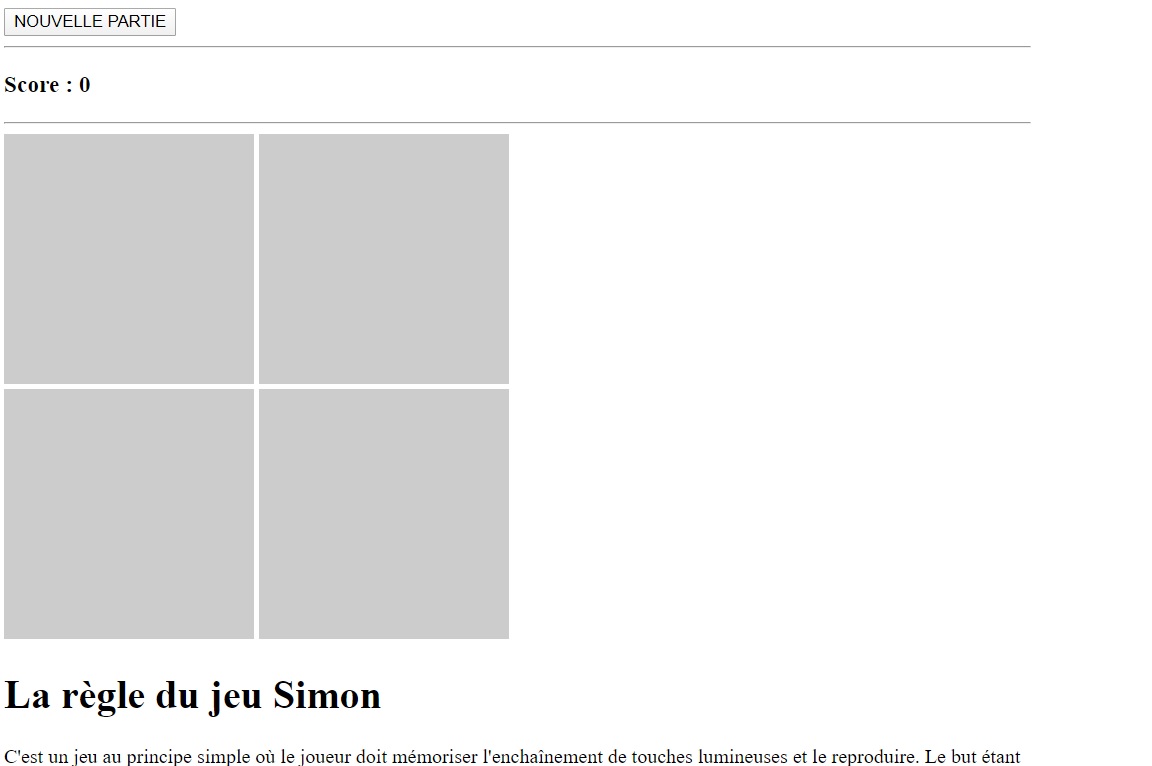 NOUVELLE PARTIE
Score : 0
La règle du jeu Simon
C'est un jeu au principe simple où le joueur doit mémoriser l'enchaînement de touches lumineuses et le reproduire. Le but étant